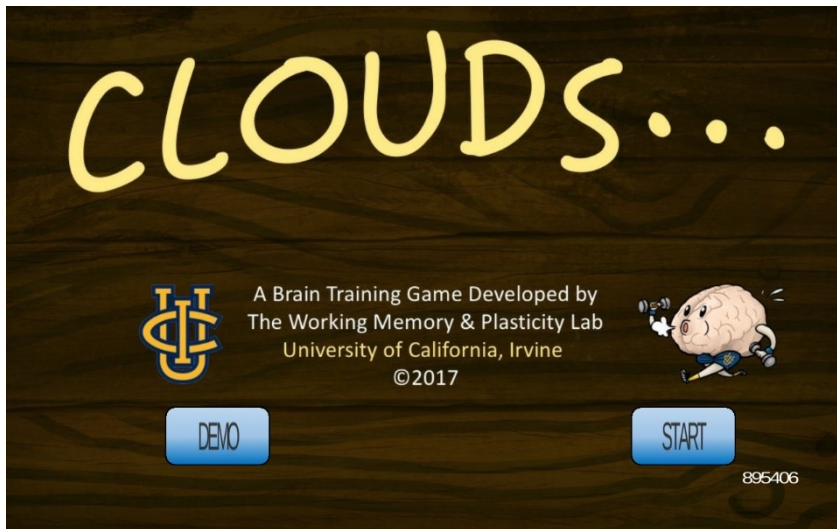 CLOUDS...
A Brain Training Game Developed by
The Working Memory & Plasticity Lab
University of California, Irvine
©2017
UCI
DEMO
START
895406